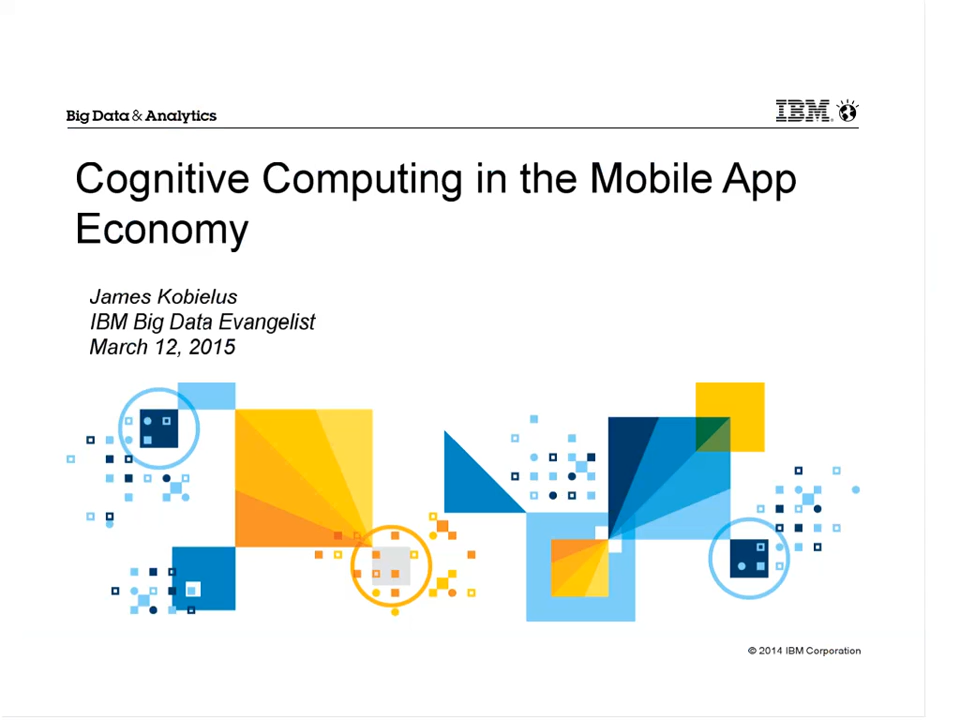 Big Data & Analytics
IBM®
Cognitive Computing in the Mobile App
Economy
James Kobielus
IBM Big Data Evangelist
March 12, 2015
© 2014 IBM Corporation